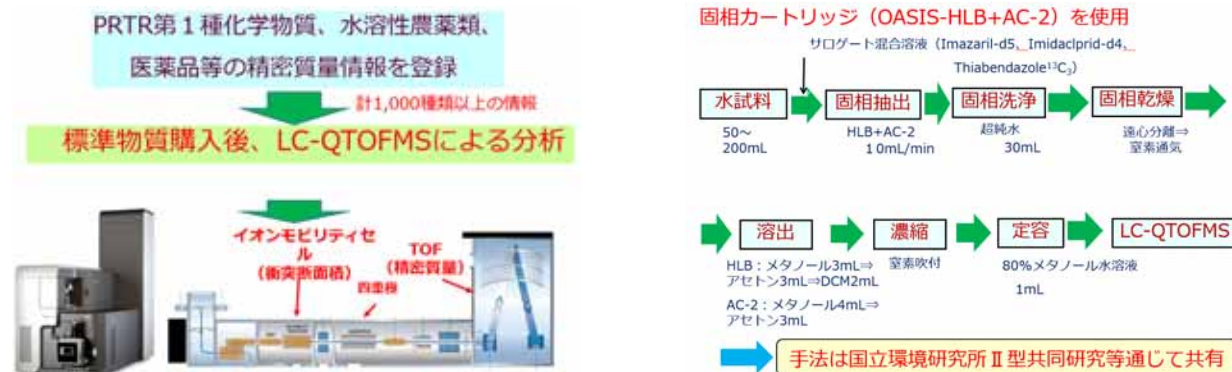 PRTR第１種化学物質、水溶性農薬類、
医薬品等の精密質量情報を登録
計1,000種類以上の情報
標準物質購入後、LC-QTOFMSによる分析
イオンモビリティセ
ル
（衝突断面積）
TOF
（精密質量）
四重極
固相カートリッジ（OASIS-HLB+AC-2）を使用
サロゲート混合溶液（Imazaril-d5、Imidaclprid-d4、
Thiabendazole¹³C₃）
水試料
固相抽出
固相洗浄
固相乾燥
50～
200mL
HLB+AC-2
10mL/min
超純水
30mL
遠心分離⇒
窒素通気
溶出
濃縮
定容
LC-QTOFMS
HLB：メタノール3mL⇒
アセトン3mL⇒DCM2mL
AC-2：メタノール4mL⇒
アセトン3mL
窒素吹付
80%メタノール水溶液
1mL
手法は国立環境研究所Ⅱ型共同研究等通じて共有